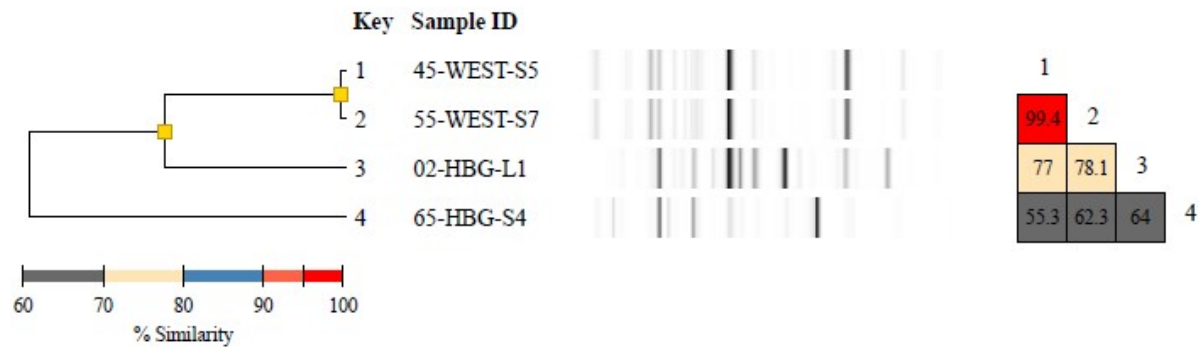 Key Sample ID
1 45-WEST-S5 1
2 55-WEST-S7 99.4 2
3 02-HBG-L1 77 78.1 3
4 65-HBG-S4 55.3 62.3 64 4
60 70 80 90 100
% Similarity